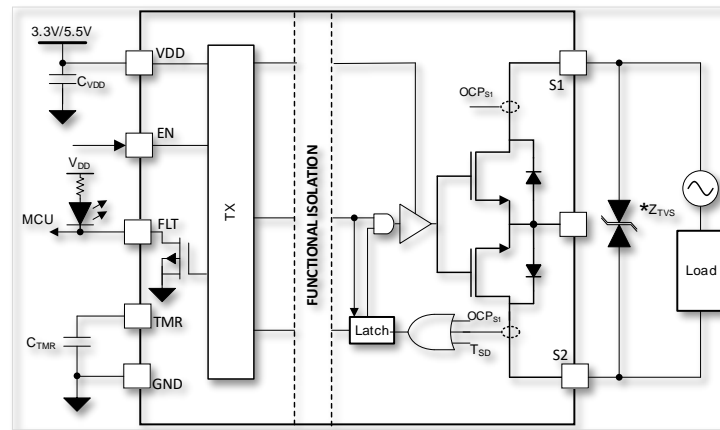 3.3V/5.5V
VDD
CVDD
EN
VDD
MCU
FLT
TMR
CTMR
GND
TX
FUNCTIONAL ISOLATION
OCPS1
S1
*ZTVS
Load
Latch
OCPS1
TSD
S2